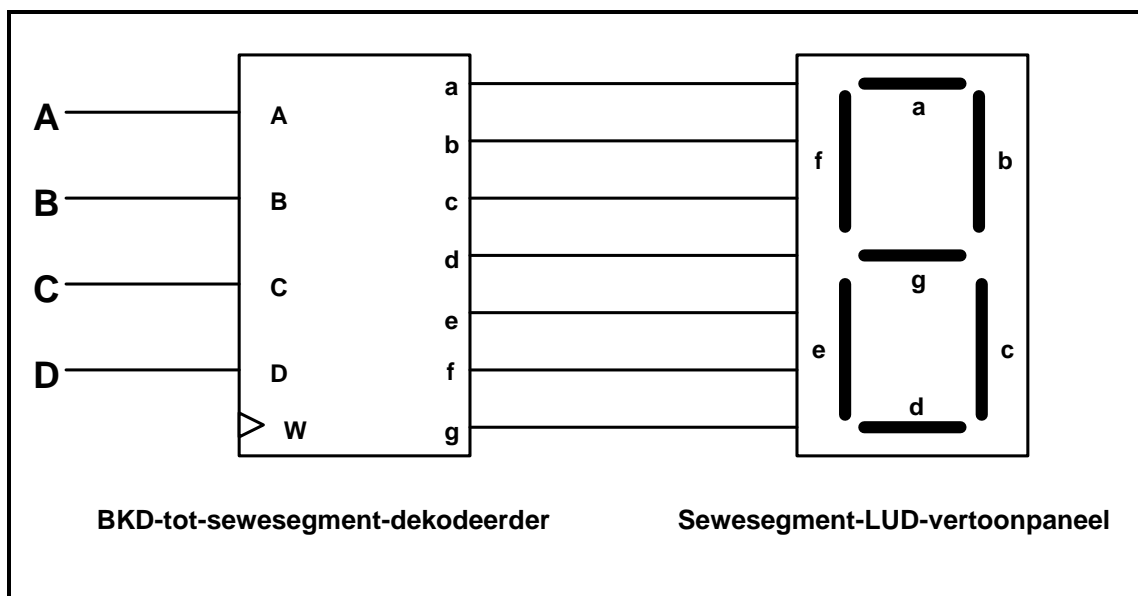 A
B
C
D
A
B
C
D
W
a
b
c
d
e
f
g
a
f
b
g
e
c
d
BKD-tot-sewesegment-dekodeerder
Sewesegment-LUD-vertoonpaneel